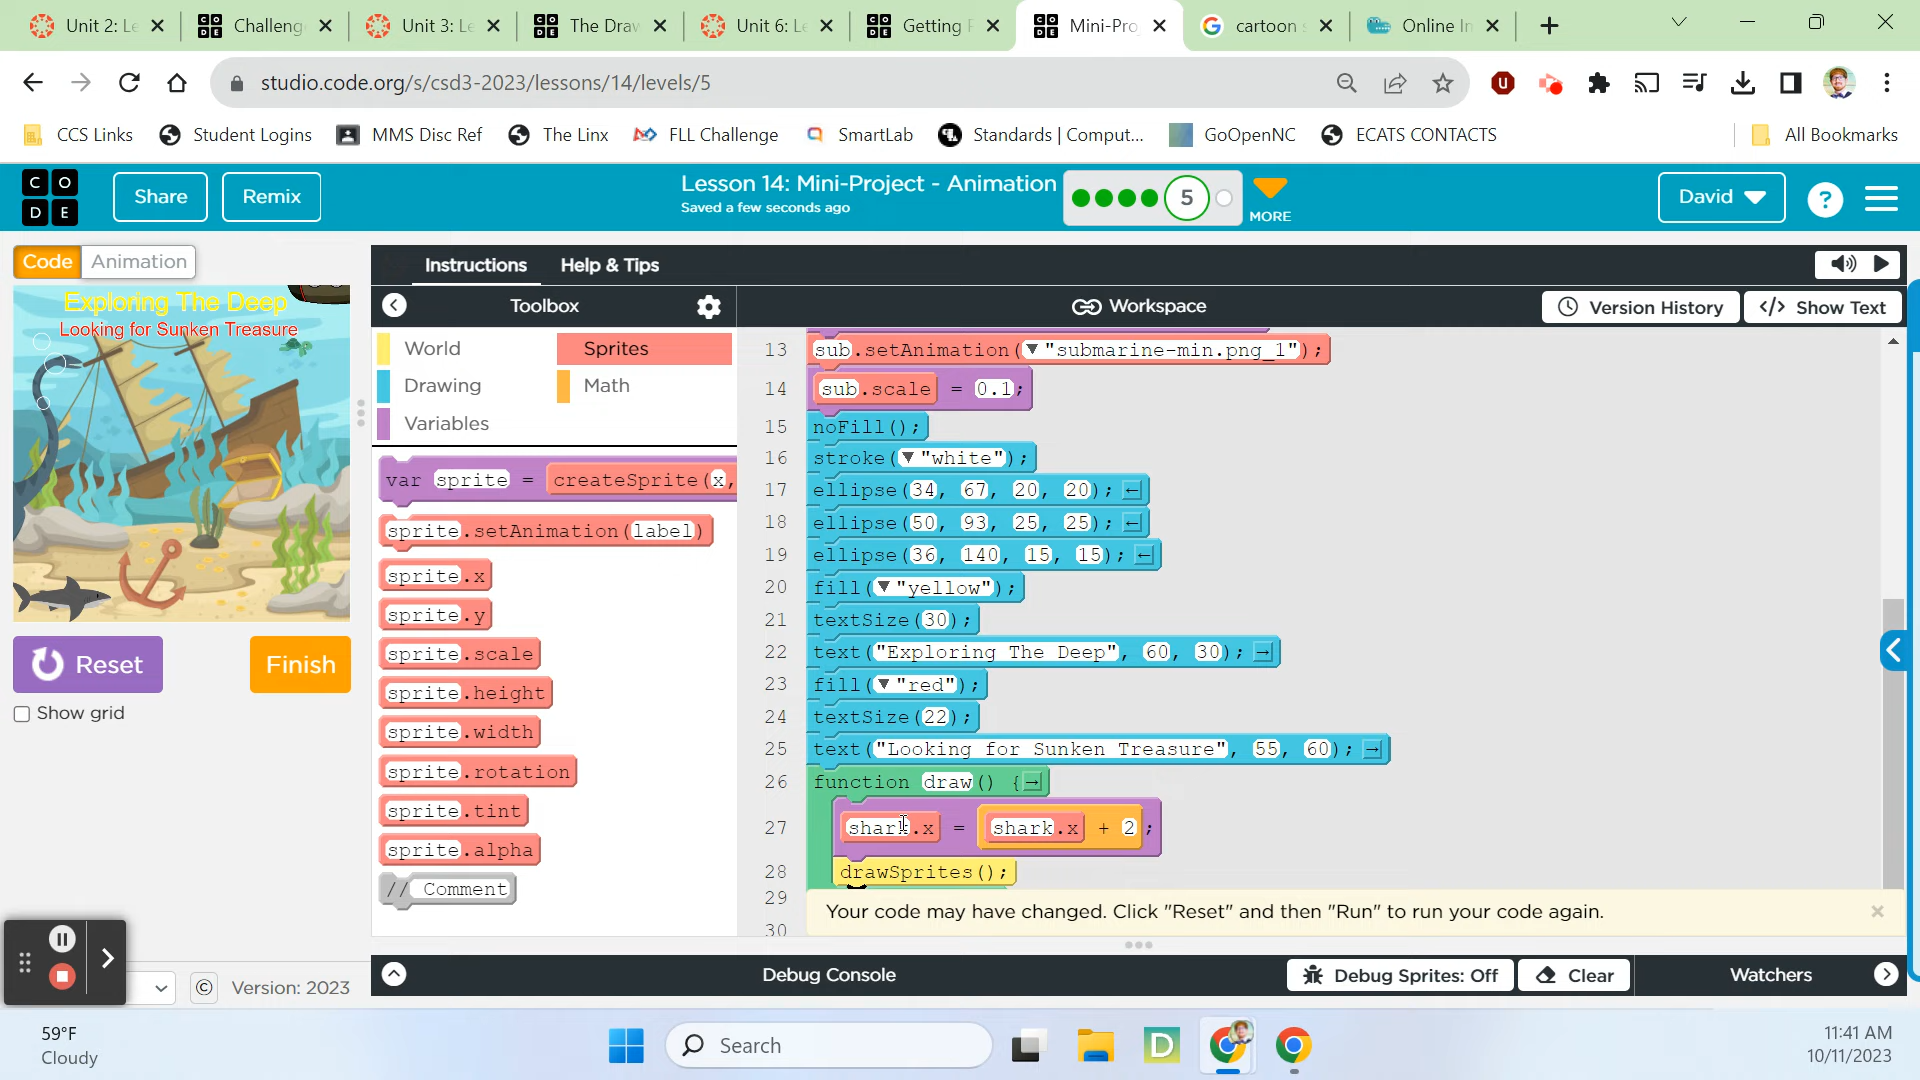 Unit 2: Le
Challeng
Unit 3: Le
The Draw
Unit 6: Le
Getting P
Mini-Pro
cartoon s
Online In
studio.code.org/s/csd3-2023/lessons/14/levels/5
CCS Links
Student Logins
MMS Disc Ref
The Linx
FLL Challenge
SmartLab
Standards | Comput...
GoOpenNC
ECATS CONTACTS
All Bookmarks
C O
D E
Share
Remix
Lesson 14: Mini-Project - Animation
Saved a few seconds ago
5
MORE
David
?
Code
Animation
Instructions
Help & Tips
Toolbox
Workspace
Version History
</> Show Text
Exploring The Deep
Looking for Sunken Treasure
Reset
Finish
Show grid
World
Sprites
Drawing
Math
Variables
var sprite = createSprite(x,
sprite.setAnimation(label)
sprite.x
sprite.y
sprite.scale
sprite.height
sprite.width
sprite.rotation
sprite.tint
sprite.alpha
// Comment
13 sub.setAnimation(▼"submarine-min.png_1");
14 sub.scale = 0.1;
15 noFill();
16 stroke(▼"white");
17 ellipse(34, 67, 20, 20); ←
18 ellipse(50, 93, 25, 25); ←
19 ellipse(36, 140, 15, 15); ←
20 fill(▼"yellow");
21 textSize(30);
22 text("Exploring The Deep", 60, 30); →
23 fill(▼"red");
24 textSize(22);
25 text("Looking for Sunken Treasure", 55, 60); →
26 function draw() { →
27 shark.x = shark.x + 2;
28 drawSprites();
29
30
Your code may have changed. Click "Reset" and then "Run" to run your code again.
© Version: 2023
Debug Console
Debug Sprites: Off
Clear
Watchers
59°F
Cloudy
Search
D
11:41 AM
10/11/2023